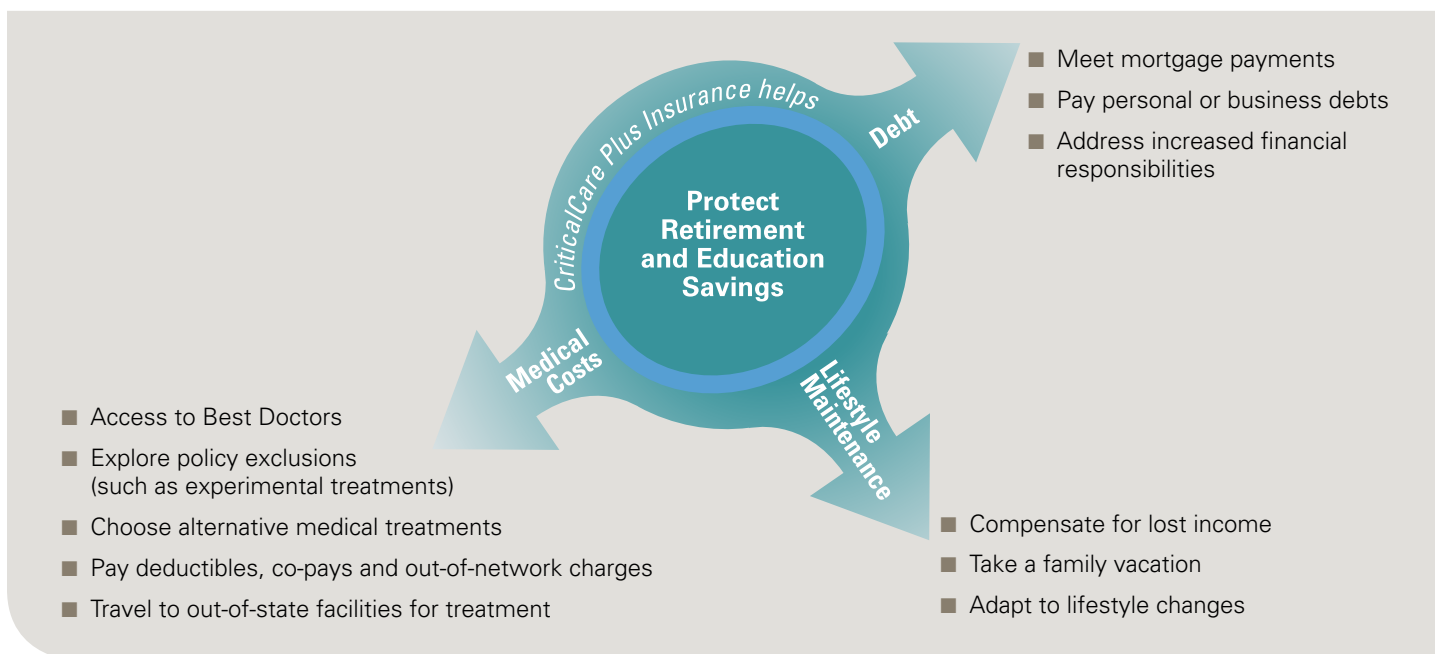 CriticalCare Plus Insurance helps
Protect
Retirement
and Education
Savings
Debt
■ Meet mortgage payments
■ Pay personal or business debts
■ Address increased financial
responsibilities
Medical
Costs
■ Access to Best Doctors
■ Explore policy exclusions
(such as experimental treatments)
■ Choose alternative medical treatments
■ Pay deductibles, co-pays and out-of-network charges
■ Travel to out-of-state facilities for treatment
Lifestyle
Maintenance
■ Compensate for lost income
■ Take a family vacation
■ Adapt to lifestyle changes